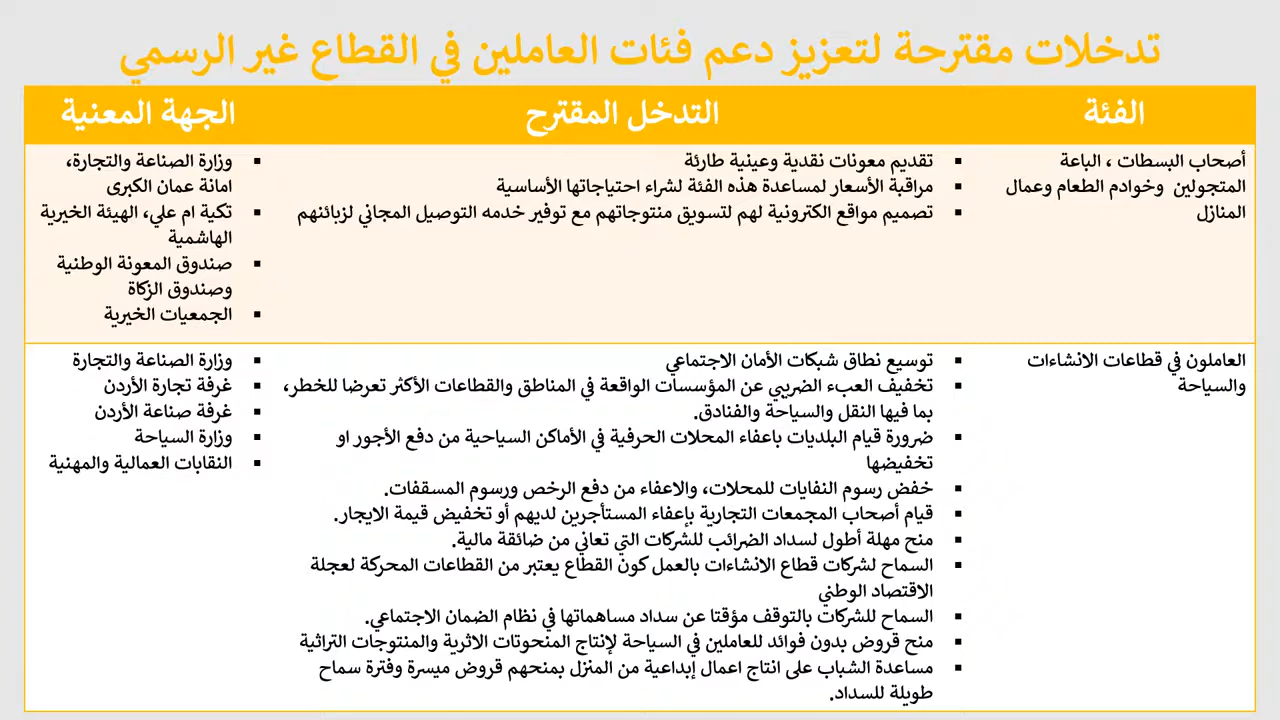 تدخلات مقترحة لتعزيز دعم فئات العاملين في القطاع غير الرسمي
الفئة
التدخل المقترح
الجهة المعنية
أصحاب البسطات ، الباعة
المتجولين وخوادم الطعام وعمال
المنازل
▪ تقديم معونات نقدية وعينية طارئة
▪ مراقبة الأسعار لمساعدة هذه الفئة لشراء احتياجاتها الأساسية
▪ تصميم مواقع الكترونية لهم لتسويق منتوجاتهم مع توفير خدمه التوصيل المجاني لزبائنهم
▪ وزارة الصناعة والتجارة،
امانة عمان الكبرى
▪ تكية ام علي، الهيئة الخيرية
الهاشمية
▪ صندوق المعونة الوطنية
وصندوق الزكاة
▪ الجمعيات الخيرية
العاملون في قطاعات الانشاءات
والسياحة
▪ توسيع نطاق شبكات الأمان الاجتماعي
▪ تخفيف العبء الضريبي عن المؤسسات الواقعة في المناطق والقطاعات الأكثر تعرضا للخطر،
بما فيها النقل والسياحة والفنادق.
▪ ضرورة قيام البلديات باعفاء المحلات الحرفية في الأماكن السياحية من دفع الأجور او
تخفيضها
▪ خفض رسوم النفايات للمحلات، والاعفاء من دفع الرخص ورسوم المسقفات.
▪ قيام أصحاب المجمعات التجارية بإعفاء المستأجرين لديهم أو تخفيض قيمة الايجار.
▪ منح مهلة أطول لسداد الضرائب للشركات التي تعاني من ضائقة مالية.
▪ السماح لشركات قطاع الانشاءات بالعمل كون القطاع يعتبر من القطاعات المحركة لعجلة
الاقتصاد الوطني
▪ السماح للشركات بالتوقف مؤقتا عن سداد مساهماتها في نظام الضمان الاجتماعي.
▪ منح قروض بدون فوائد للعاملين في السياحة لإنتاج المنحوتات الاثرية والمنتوجات التراثية
▪ مساعدة الشباب على انتاج اعمال إبداعية من المنزل بمنحهم قروض ميسرة وفترة سماح
طويلة للسداد.
▪ وزارة الصناعة والتجارة
▪ غرفة تجارة الأردن
▪ غرفة صناعة الأردن
▪ وزارة السياحة
▪ النقابات العمالية والمهنية